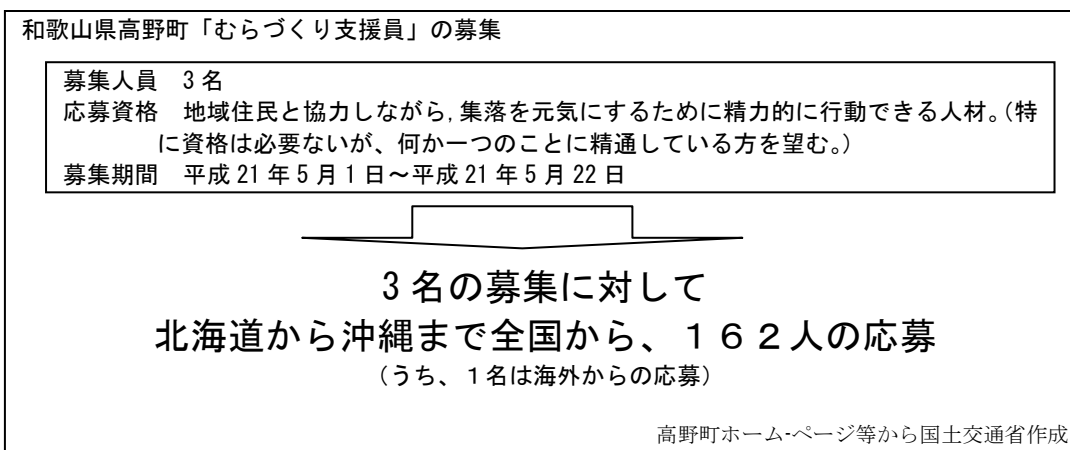 和歌山県高野町「むらづくり支援員」の募集
募集人員　3名
応募資格　地域住民と協力しながら,集落を元気にするために精力的に行動できる人材。(特
に資格は必要ないが、何か一つのことに精通している方を望む。)
募集期間　平成21年5月1日～平成21年5月22日
3名の募集に対して
北海道から沖縄まで全国から、１６２人の応募
(うち、１名は海外からの応募)
高野町ホーム-ページ等から国土交通省作成